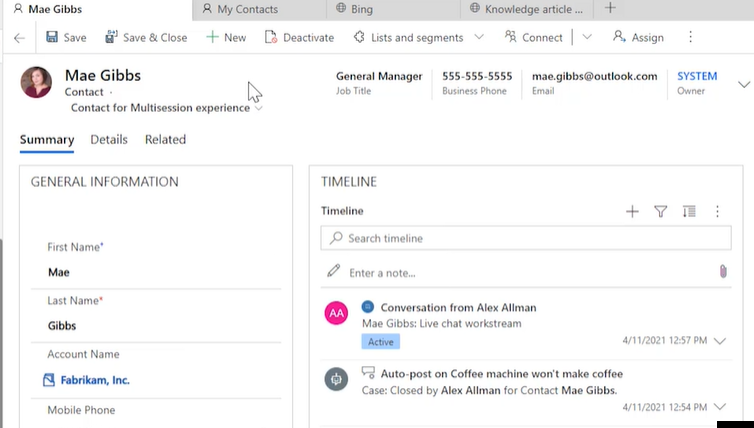 Mae Gibbs
My Contacts
Bing
Knowledge article ...
Save
Save & Close
New
Deactivate
Lists and segments
Connect
Assign
Mae Gibbs
Contact ·
Contact for Multisession experience
General Manager
Job Title
555-555-5555
Business Phone
mae.gibbs@outlook.com
Email
SYSTEM
Owner
Summary
Details
Related
GENERAL INFORMATION
First Name*
Mae
Last Name*
Gibbs
Account Name
Fabrikam, Inc.
Mobile Phone
TIMELINE
Timeline
Search timeline
Enter a note...
AA
Conversation from Alex Allman
Mae Gibbs: Live chat workstream
Active
4/11/2021 12:57 PM
Auto-post on Coffee machine won't make coffee
Case: Closed by Alex Allman for Contact Mae Gibbs.
4/11/2021 12:54 PM